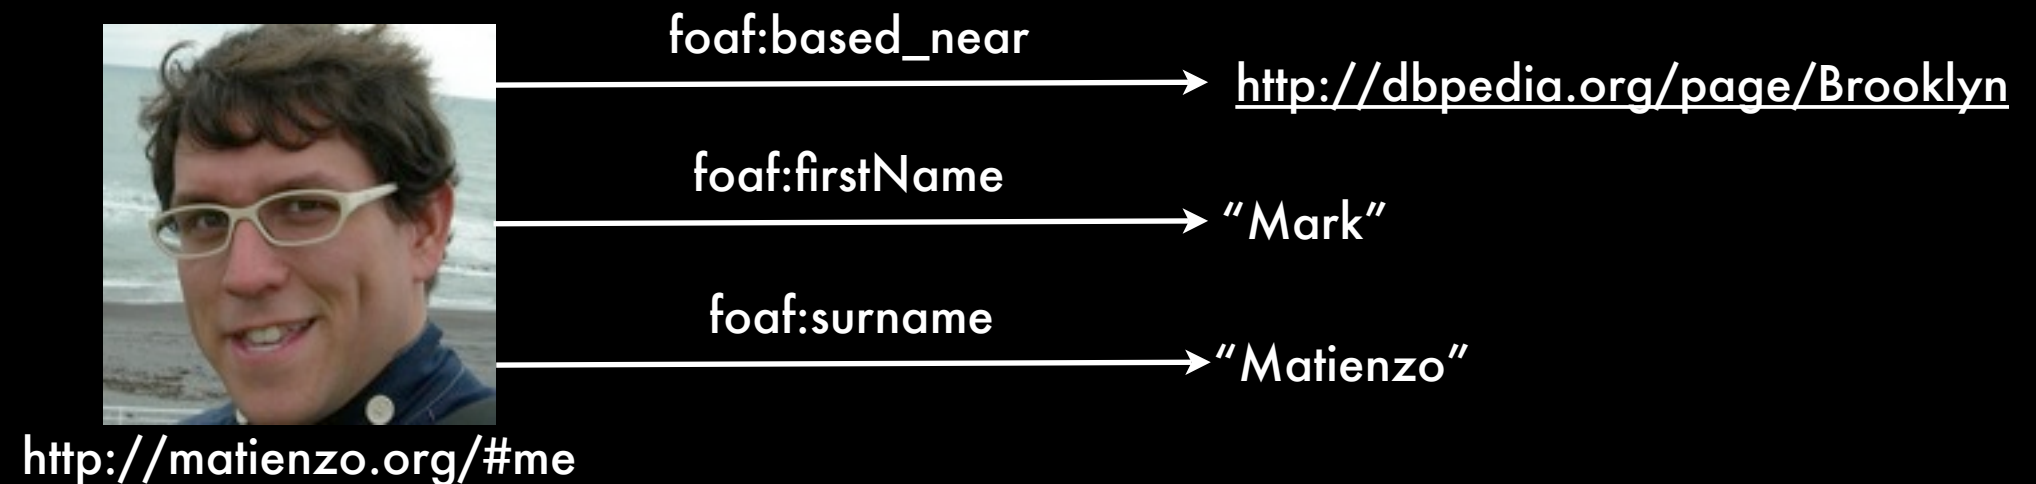 foaf:based_near
http://dbpedia.org/page/Brooklyn
foaf:firstName
“Mark”
foaf:surname
“Matienzo”
http://matienzo.org/#me